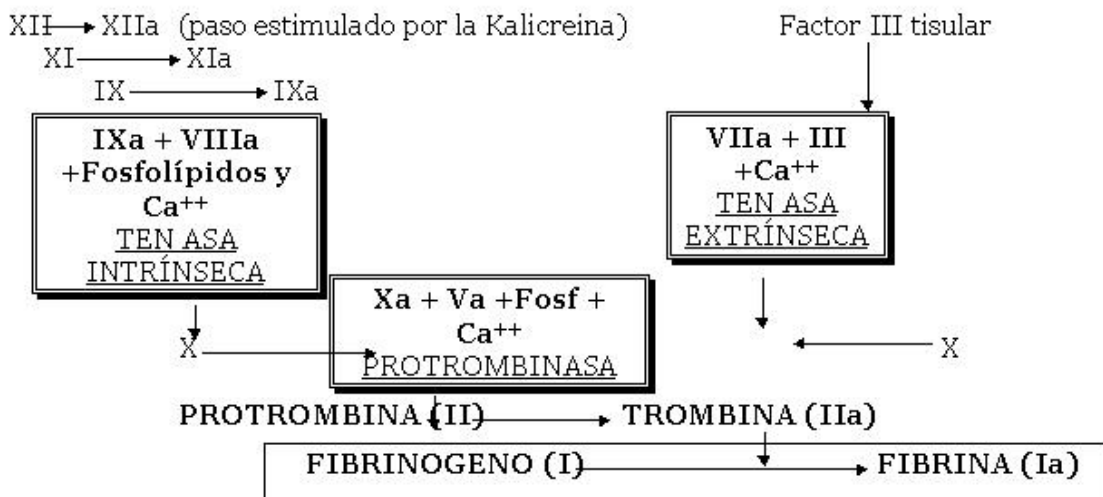 XII XIIa (paso estimulado por la Kalicreina)
Factor III tisular
XI XIa
IX IXa
IXa + VIIIa
+Fosfolípidos y
Ca++
TEN ASA
INTRÍNSECA
VIIa + III
+Ca++
TEN ASA
EXTRÍNSECA
Xa + Va +Fosf +
Ca++
PROTROMBINASA
X
X
PROTROMBINA (II) TROMBINA (IIa)
FIBRINOGENO (I) FIBRINA (Ia)